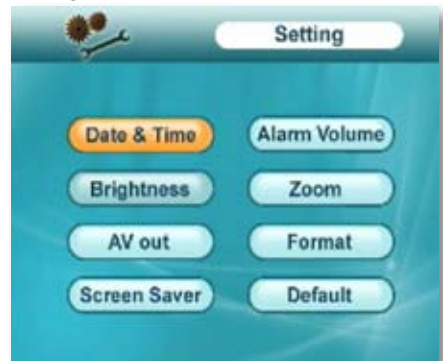 Setting
Date & Time
Alarm Volume
Brightness
Zoom
AV out
Format
Screen Saver
Default